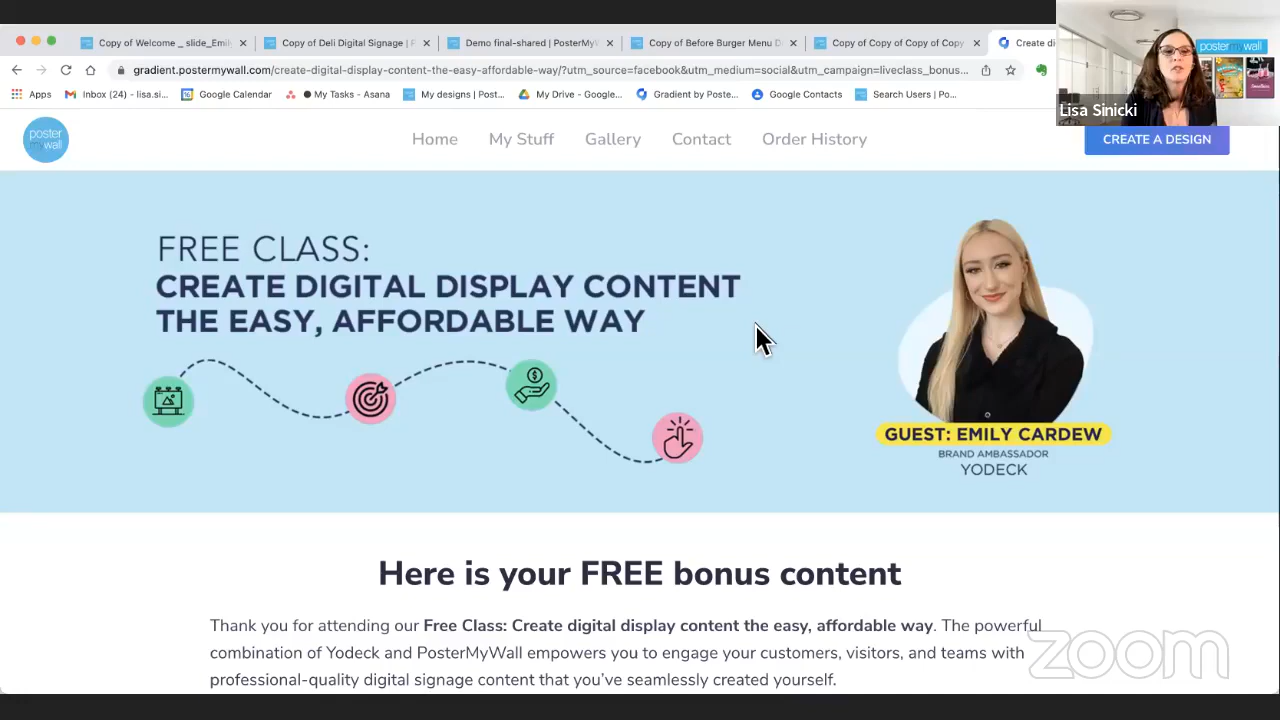 Copy of Welcome _ slide_Emil
Copy of Deli Digital Signage | P
Demo final-shared | PosterMyW
Copy of Before Burger Menu D
Copy of Copy of Copy of Copy
Create di
gradient.postermywall.com/create-digital-display-content-the-easy-affordable-way/?utm_source=facebook&utm_medium=social&utm_campaign=liveclass_bonus...
Apps
Inbox (24) - lisa.si...
Google Calendar
My Tasks - Asana
My designs | Post...
My Drive - Google...
Gradient by Poste...
Google Contacts
Search Users | Po...
postermywall
Lisa Sinicki
poster
my
wall
Home
My Stuff
Gallery
Contact
Order History
CREATE A DESIGN
FREE CLASS:
CREATE DIGITAL DISPLAY CONTENT
THE EASY, AFFORDABLE WAY
GUEST: EMILY CARDEW
BRAND AMBASSADOR
YODECK
Here is your FREE bonus content
Thank you for attending our Free Class: Create digital display content the easy, affordable way. The powerful
combination of Yodeck and PosterMyWall empowers you to engage your customers, visitors, and teams with
professional-quality digital signage content that you've seamlessly created yourself.
zoom